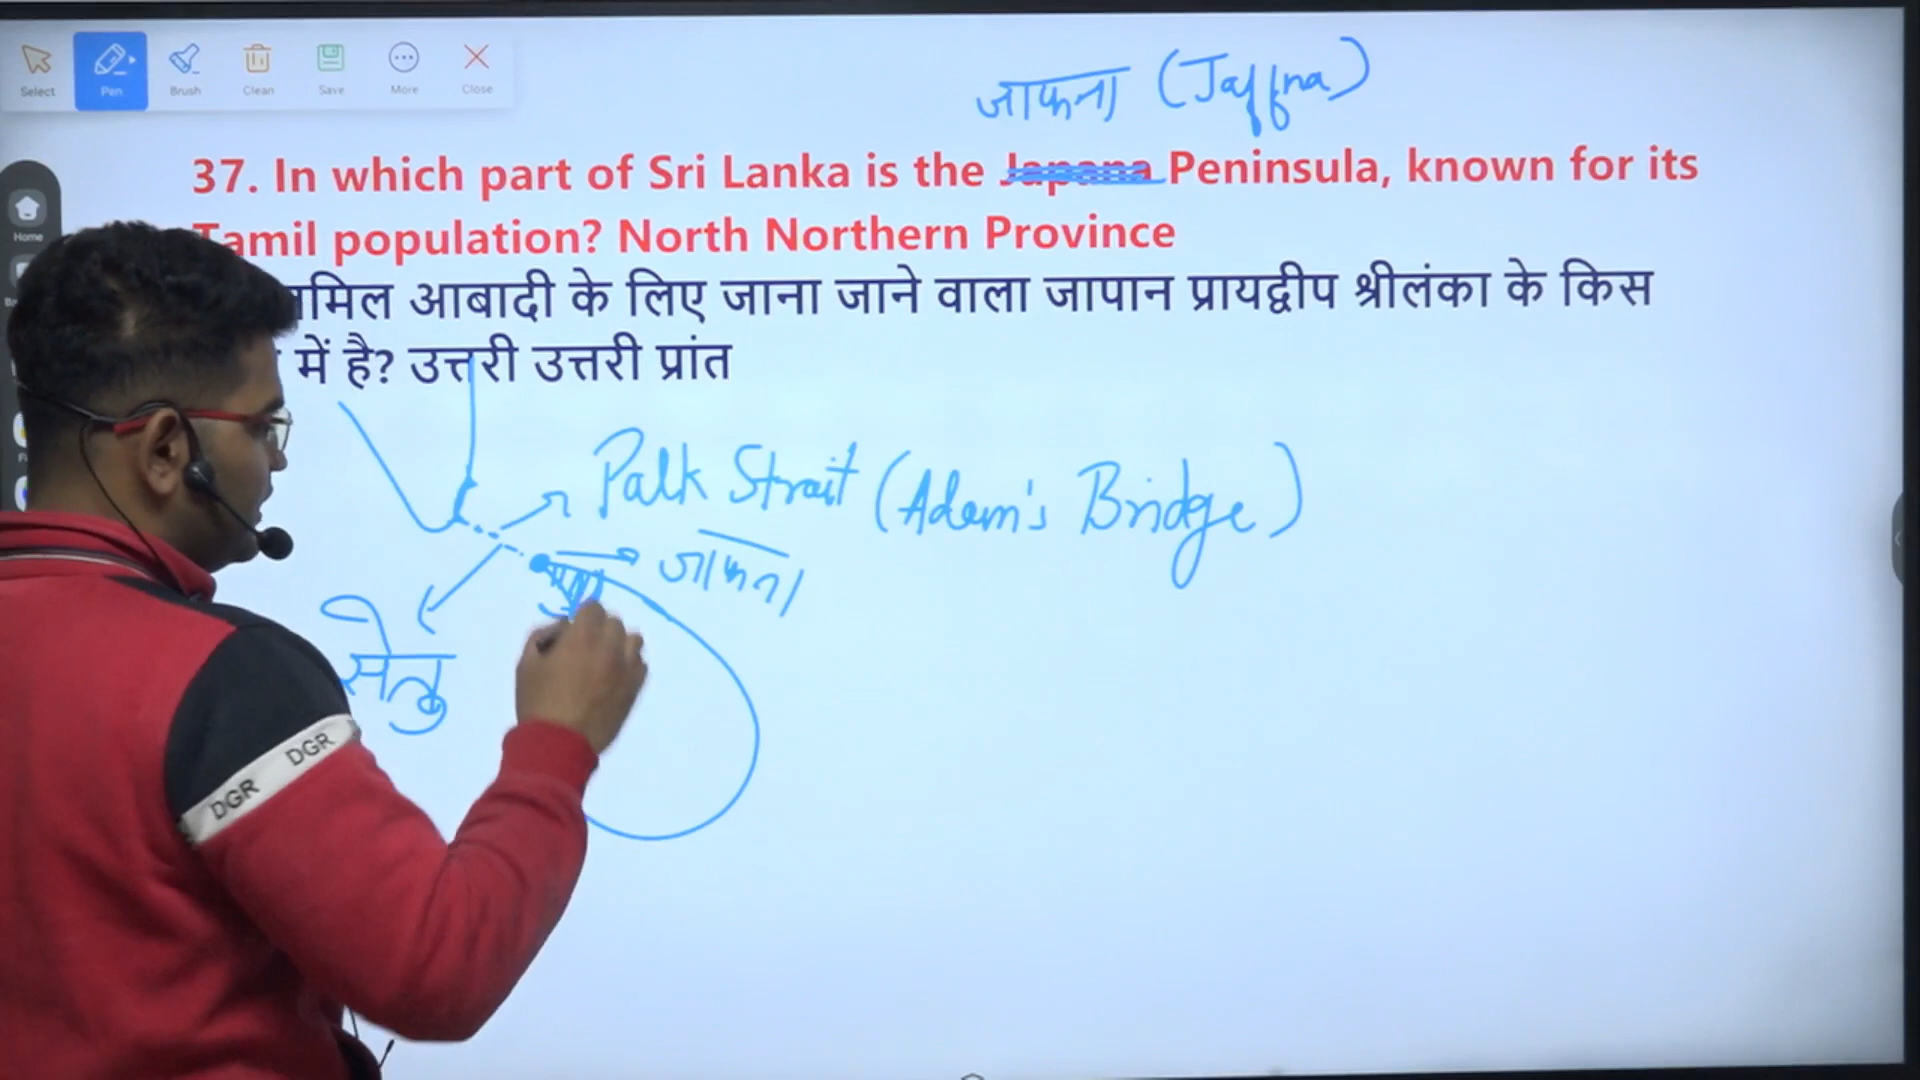 Select Pen Brush Clean Save More Close
जाफना (Jaffna)
Home
37. In which part of Sri Lanka is the Japana Peninsula, known for its
Tamil population? North Northern Province
तमिल आबादी के लिए जाना जाने वाला जापान प्रायद्वीप श्रीलंका के किस
में है? उत्तरी उत्तरी प्रांत
Palk Strait (Adam's Bridge)
जाफना
सेतु
DGR DGR